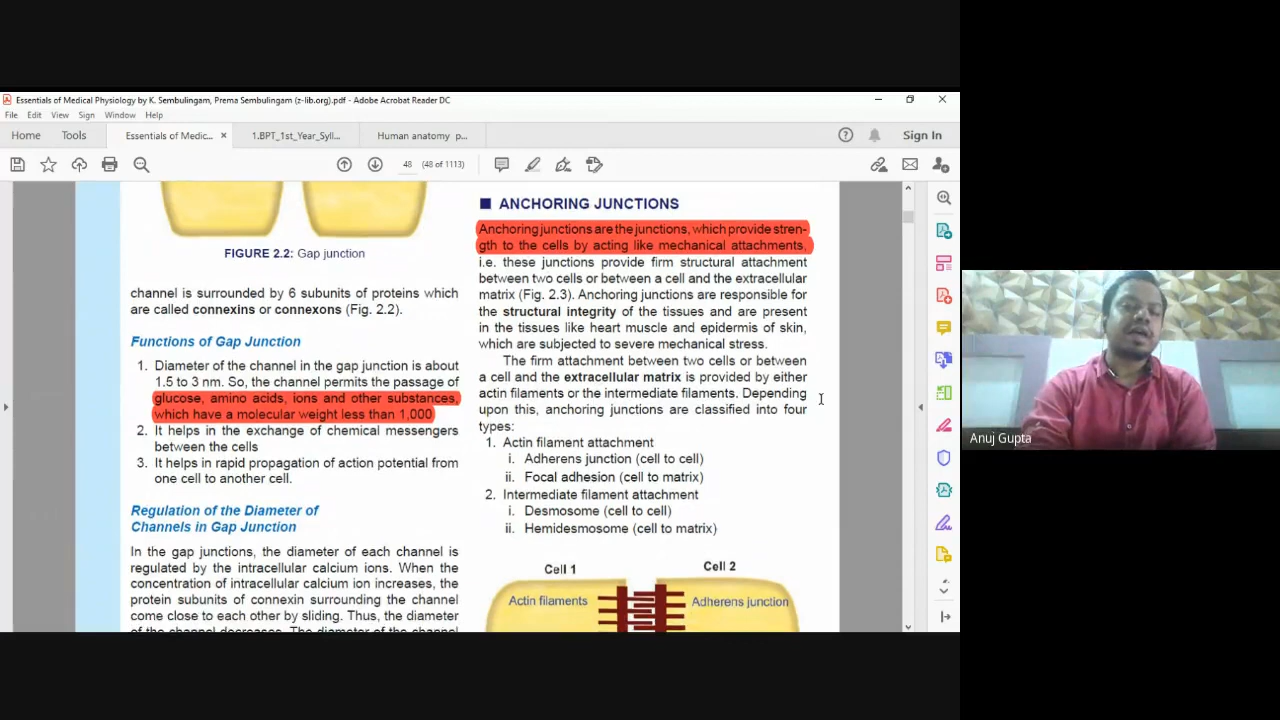 Essentials of Medical Physiology by K. Sembulingam, Prema Sembulingam (z-lib.org).pdf - Adobe Acrobat Reader DC
File Edit View Sign Window Help
Home Tools Essentials of Medic... × 1.BPT_1st_Year_Syll... Human anatomy p... Sign In
48 (48 of 1113)
FIGURE 2.2: Gap junction
channel is surrounded by 6 subunits of proteins which
are called connexins or connexons (Fig. 2.2).
Functions of Gap Junction
1. Diameter of the channel in the gap junction is about
1.5 to 3 nm. So, the channel permits the passage of
glucose, amino acids, ions and other substances,
which have a molecular weight less than 1,000
2. It helps in the exchange of chemical messengers
between the cells
3. It helps in rapid propagation of action potential from
one cell to another cell.
Regulation of the Diameter of
Channels in Gap Junction
In the gap junctions, the diameter of each channel is
regulated by the intracellular calcium ions. When the
concentration of intracellular calcium ion increases, the
protein subunits of connexin surrounding the channel
come close to each other by sliding. Thus, the diameter
of the channel decreases. The diameter of the channel
■ ANCHORING JUNCTIONS
Anchoring junctions are the junctions, which provide stren-
gth to the cells by acting like mechanical attachments,
i.e. these junctions provide firm structural attachment
between two cells or between a cell and the extracellular
matrix (Fig. 2.3). Anchoring junctions are responsible for
the structural integrity of the tissues and are present
in the tissues like heart muscle and epidermis of skin,
which are subjected to severe mechanical stress.
The firm attachment between two cells or between
a cell and the extracellular matrix is provided by either
actin filaments or the intermediate filaments. Depending
upon this, anchoring junctions are classified into four
types:
1. Actin filament attachment
i. Adherens junction (cell to cell)
ii. Focal adhesion (cell to matrix)
2. Intermediate filament attachment
i. Desmosome (cell to cell)
ii. Hemidesmosome (cell to matrix)
Cell 1 Cell 2
Actin filaments Adherens junction
Anuj Gupta